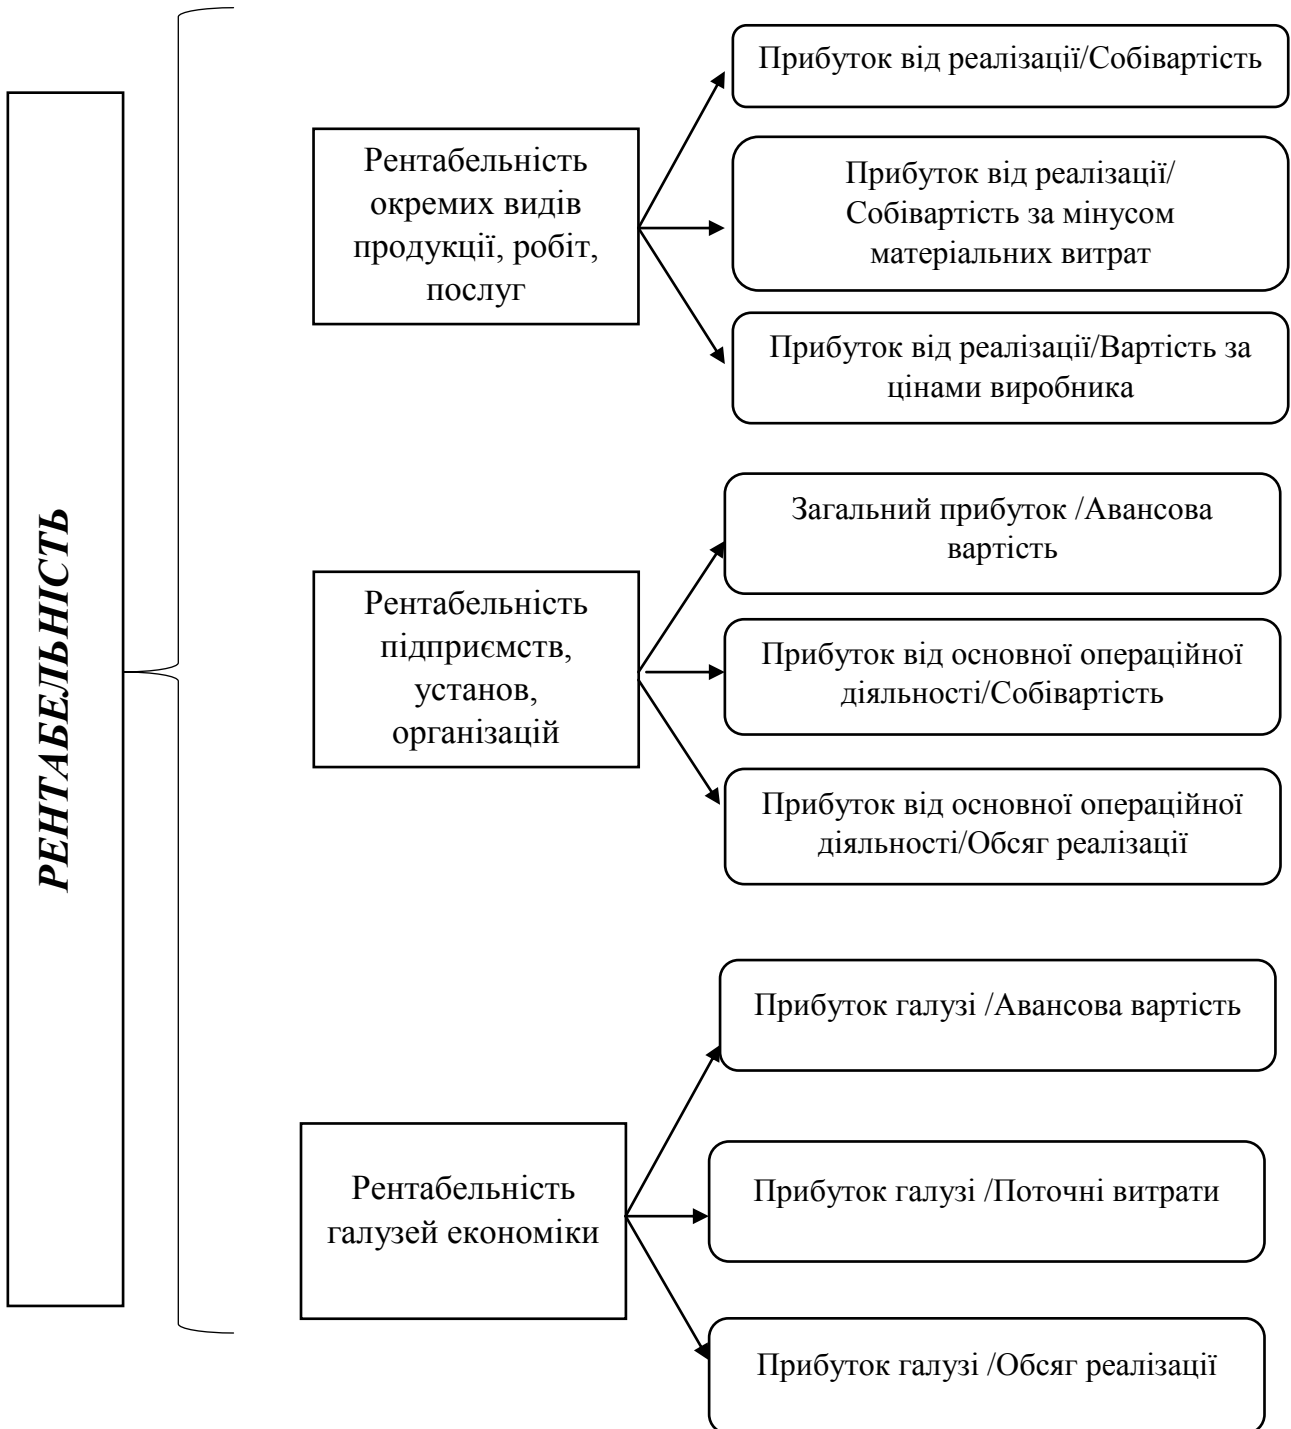 РЕНТАБЕЛЬНІСТЬ
Рентабельність
окремих видів
продукції, робіт,
послуг
Прибуток від реалізації/Собівартість
Прибуток від реалізації/
Собівартість за мінусом
матеріальних витрат
Прибуток від реалізації/Вартість за
цінами виробника
Рентабельність
підприємств,
установ,
організацій
Загальний прибуток /Авансова
вартість
Прибуток від основної операційної
діяльності/Собівартість
Прибуток від основної операційної
діяльності/Обсяг реалізації
Рентабельність
галузей економіки
Прибуток галузі /Авансова вартість
Прибуток галузі /Поточні витрати
Прибуток галузі /Обсяг реалізації